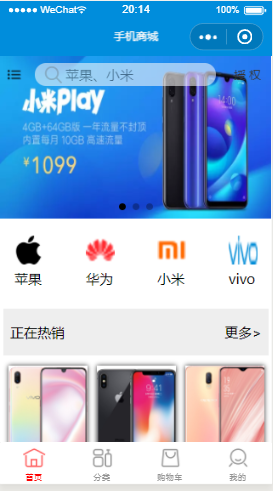 WeChat 20:14 100%
手机商城
苹果、小米 授权
小米Play
4GB+64GB版 一年流量不封顶
内置每月 10GB 高速流量
¥1099
mi
vivo
苹果 华为 小米 vivo
正在热销 更多>
首页 分类 购物车 我的